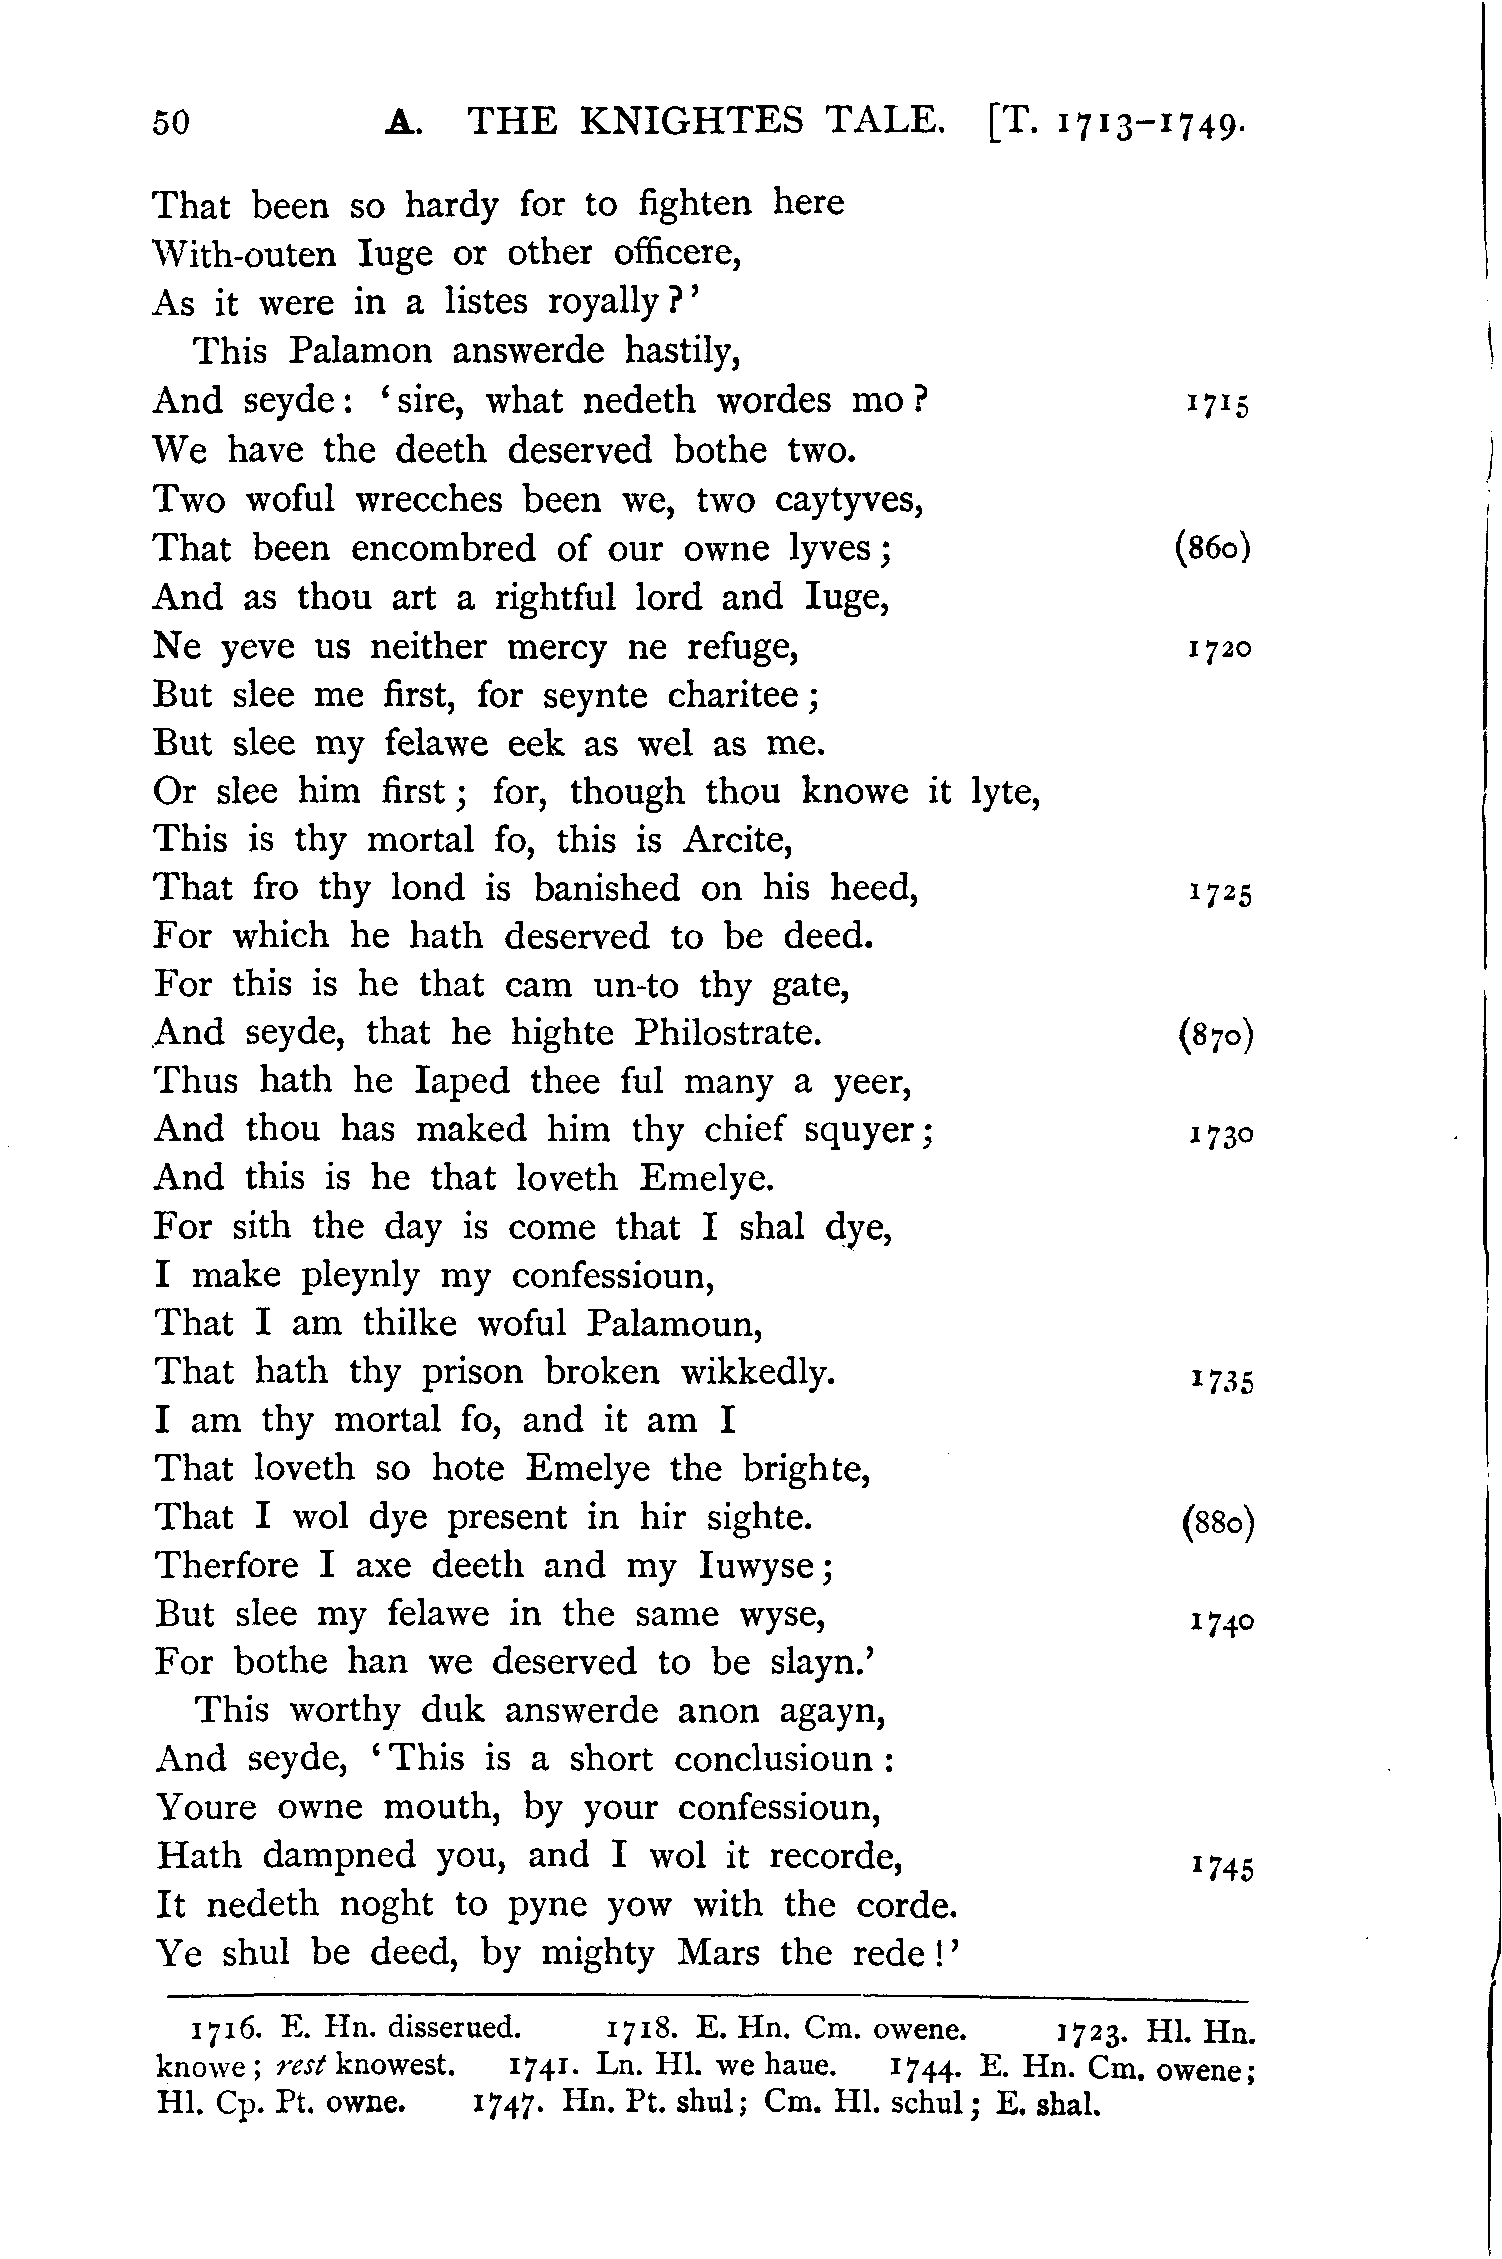 50 A. THE KNIGHTES TALE. [T. 1713-1749.
That been so hardy for to fighten here
With-outen Iuge or other officere,
As it were in a listes royally?’
This Palamon answerde hastily,
And seyde: ‘sire, what nedeth wordes mo? 1715
We have the deeth deserved bothe two.
Two woful wrecches been we, two caytyves,
That been encombred of our owne lyves; (860)
And as thou art a rightful lord and Iuge,
Ne yeve us neither mercy ne refuge, 1720
But slee me first, for seynte charitee;
But slee my felawe eek as wel as me.
Or slee him first; for, though thou knowe it lyte,
This is thy mortal fo, this is Arcite,
That fro thy lond is banished on his heed, 1725
For which he hath deserved to be deed.
For this is he that cam un-to thy gate,
And seyde, that he highte Philostrate. (870)
Thus hath he Iaped thee ful many a yeer,
And thou has maked him thy chief squyer; 1730
And this is he that loveth Emelye.
For sith the day is come that I shal dye,
I make pleynly my confessioun,
That I am thilke woful Palamoun,
That hath thy prison broken wikkedly. 1735
I am thy mortal fo, and it am I
That loveth so hote Emelye the brighte,
That I wol dye present in hir sighte. (880)
Therfore I axe deeth and my Iuwyse;
But slee my felawe in the same wyse, 1740
For bothe han we deserved to be slayn.’
This worthy duk answerde anon agayn,
And seyde, ‘This is a short conclusioun:
Youre owne mouth, by your confessioun,
Hath dampned you, and I wol it recorde, 1745
It nedeth noght to pyne yow with the corde.
Ye shul be deed, by mighty Mars the rede!’
1716. E. Hn. disserued. 1718. E. Hn. Cm. owene. 1723. Hl. Hn.
knowe; rest knowest. 1741. Ln. Hl. we haue. 1744. E. Hn. Cm. owene;
Hl. Cp. Pt. owne. 1747. Hn. Pt. shul; Cm. Hl. schul; E. shal.